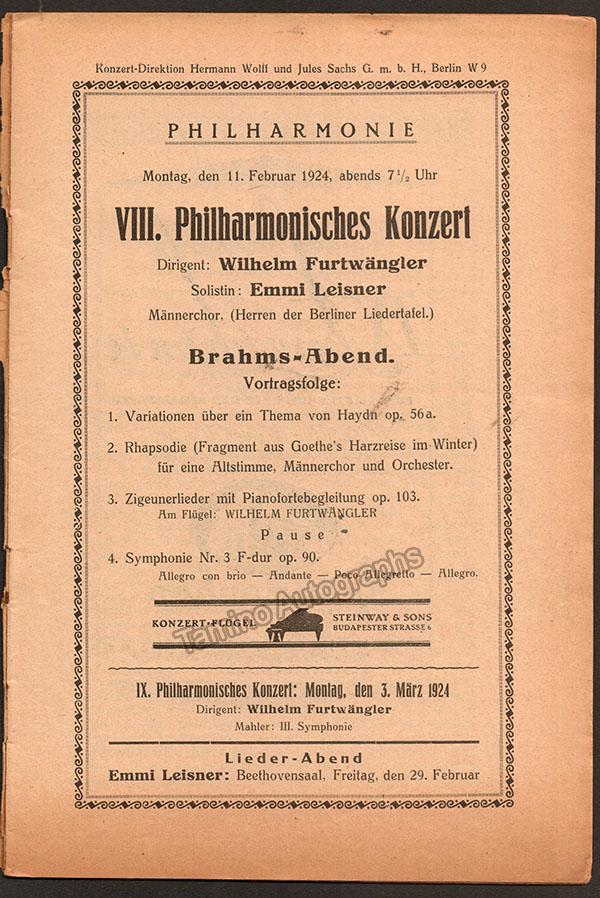 Konzert-Direktion Hermann Wolff und Jules Sachs G. m. b. H., Berlin W 9
PHILHARMONIE
Montag, den 11. Februar 1924, abends 7 1/2 Uhr
VIII. Philharmonisches Konzert
Dirigent: Wilhelm Furtwängler
Solistin: Emmi Leisner
Männerchor. (Herren der Berliner Liedertafel.)
Brahms-Abend.
Vortragsfolge:
1. Variationen über ein Thema von Haydn op. 56a.
2. Rhapsodie (Fragment aus Goethe's Harzreise im Winter)
für eine Altstimme, Männerchor und Orchester.
3. Zigeunerlieder mit Pianofortebegleitung op. 103.
Am Flügel: WILHELM FURTWÄNGLER
Pause
4. Symphonie Nr. 3 F-dur op. 90.
Allegro con brio — Andante — Poco Allegretto — Allegro.
KONZERT-FLÜGEL
STEINWAY & SONS
BUDAPESTER STRASSE 6
Tamino Autographs
IX. Philharmonisches Konzert: Montag, den 3. März 1924
Dirigent: Wilhelm Furtwängler
Mahler: III. Symphonie
Lieder-Abend
Emmi Leisner: Beethovensaal, Freitag, den 29. Februar